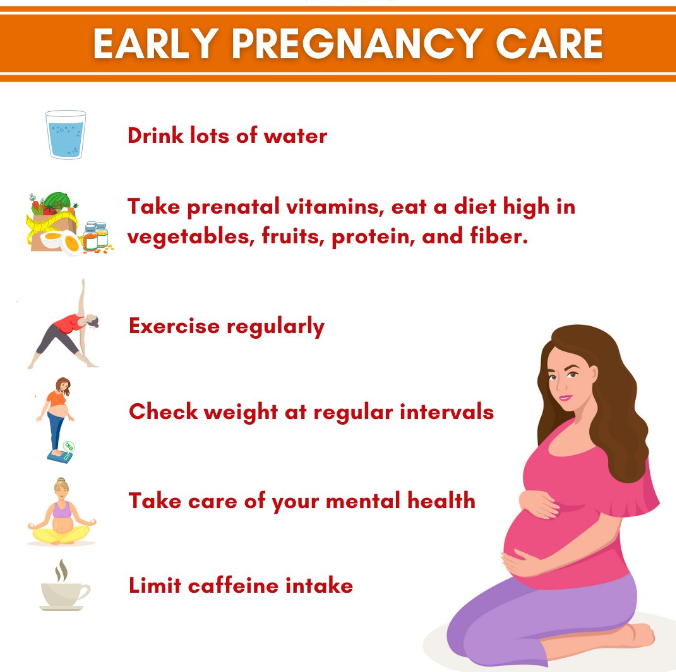 EARLY PREGNANCY CARE
Drink lots of water
Take prenatal vitamins, eat a diet high in
vegetables, fruits, protein, and fiber.
Exercise regularly
Check weight at regular intervals
Take care of your mental health
Limit caffeine intake